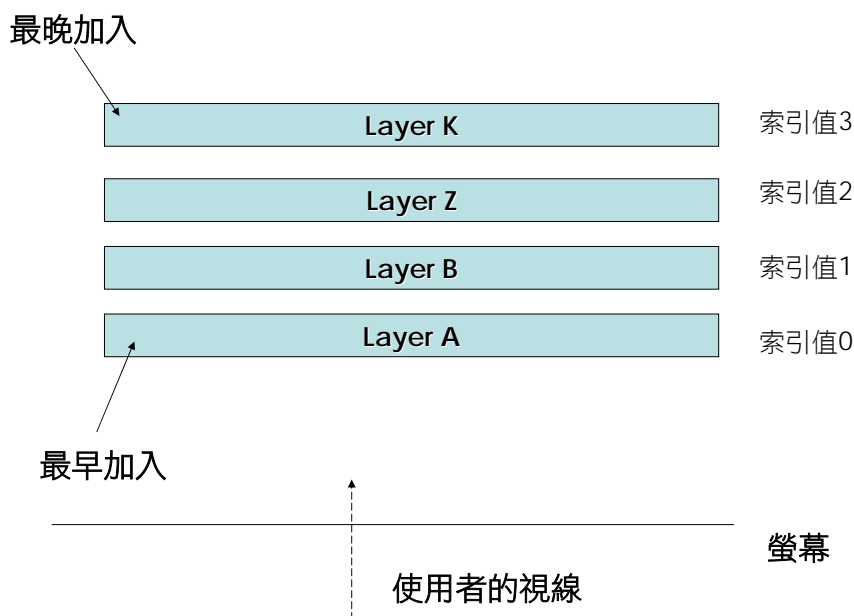 最晚加入
Layer K
索引值3
Layer Z
索引值2
Layer B
索引值1
Layer A
索引值0
最早加入
螢幕
使用者的視線